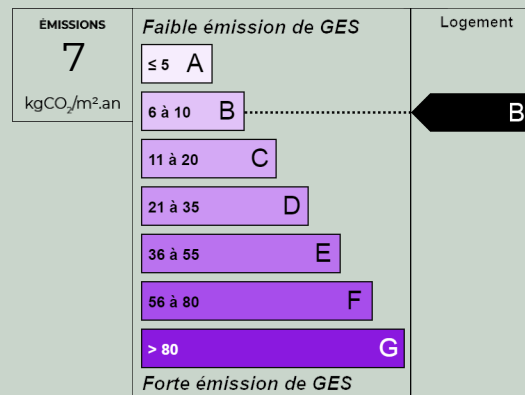 ÉMISSIONS
7
kgCO₂/m².an
Faible émission de GES
≤ 5 A
6 à 10 B
11 à 20 C
21 à 35 D
36 à 55 E
56 à 80 F
> 80 G
Forte émission de GES
Logement
B